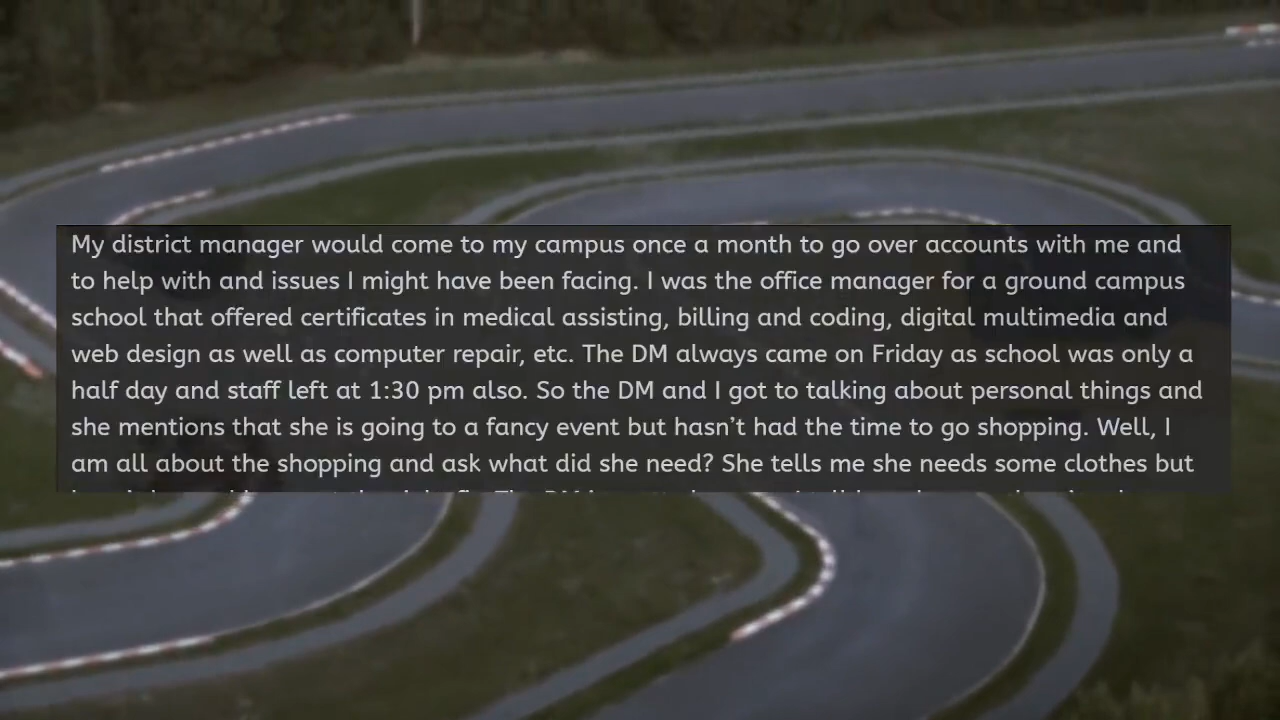 My district manager would come to my campus once a month to go over accounts with me and
to help with and issues I might have been facing. I was the office manager for a ground campus
school that offered certificates in medical assisting, billing and coding, digital multimedia and
web design as well as computer repair, etc. The DM always came on Friday as school was only a
half day and staff left at 1:30 pm also. So the DM and I got to talking about personal things and
she mentions that she is going to a fancy event but hasn’t had the time to go shopping. Well, I
am all about the shopping and ask what did she need? She tells me she needs some clothes but